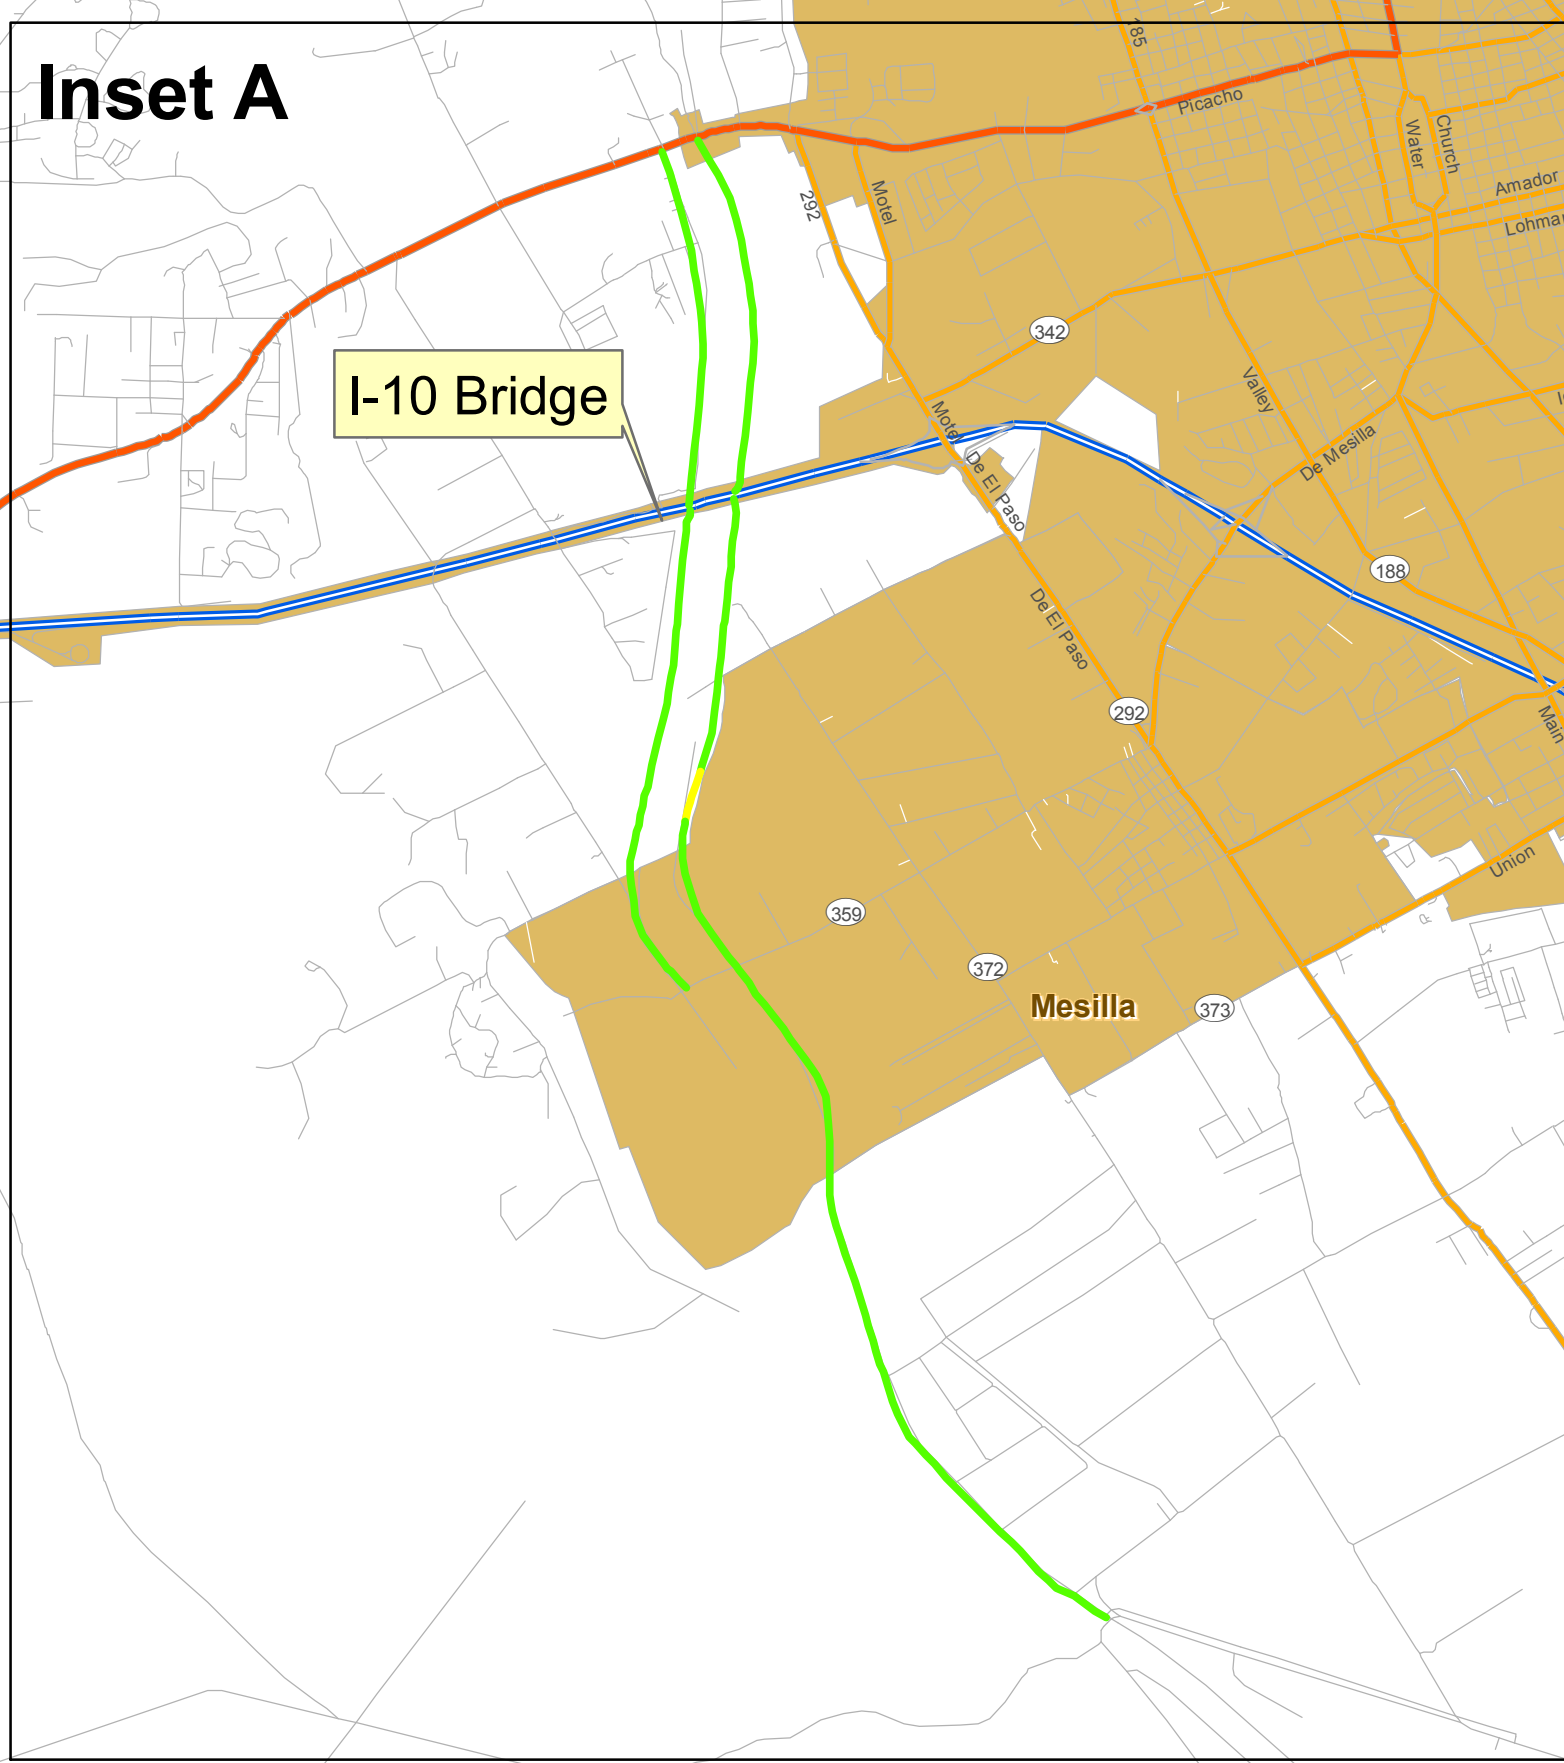 Inset A
185
Picacho
Water
Church
Amador
292
Motel
342
I-10 Bridge
Valley
De Mesilla
Motel
De El Paso
188
De El Paso
292
Main
Union
359
372
Mesilla
373